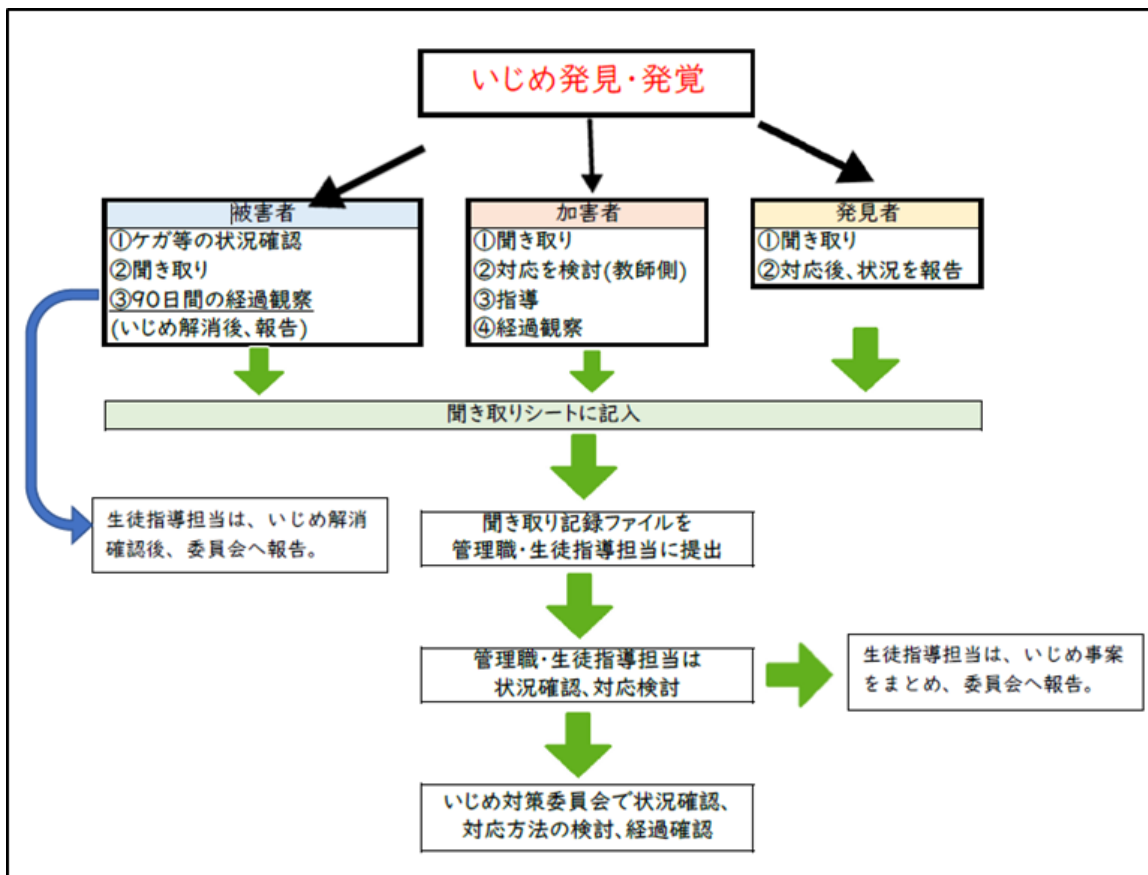 いじめ発見・発覚
被害者
①ケガ等の状況確認
②聞き取り
③90日間の経過観察
(いじめ解消後、報告)
加害者
①聞き取り
②対応を検討(教師側)
③指導
④経過観察
発見者
①聞き取り
②対応後、状況を報告
聞き取りシートに記入
生徒指導担当は、いじめ解消
確認後、委員会へ報告。
聞き取り記録ファイルを
管理職・生徒指導担当に提出
管理職・生徒指導担当は
状況確認、対応検討
生徒指導担当は、いじめ事案
をまとめ、委員会へ報告。
いじめ対策委員会で状況確認、
対応方法の検討、経過確認